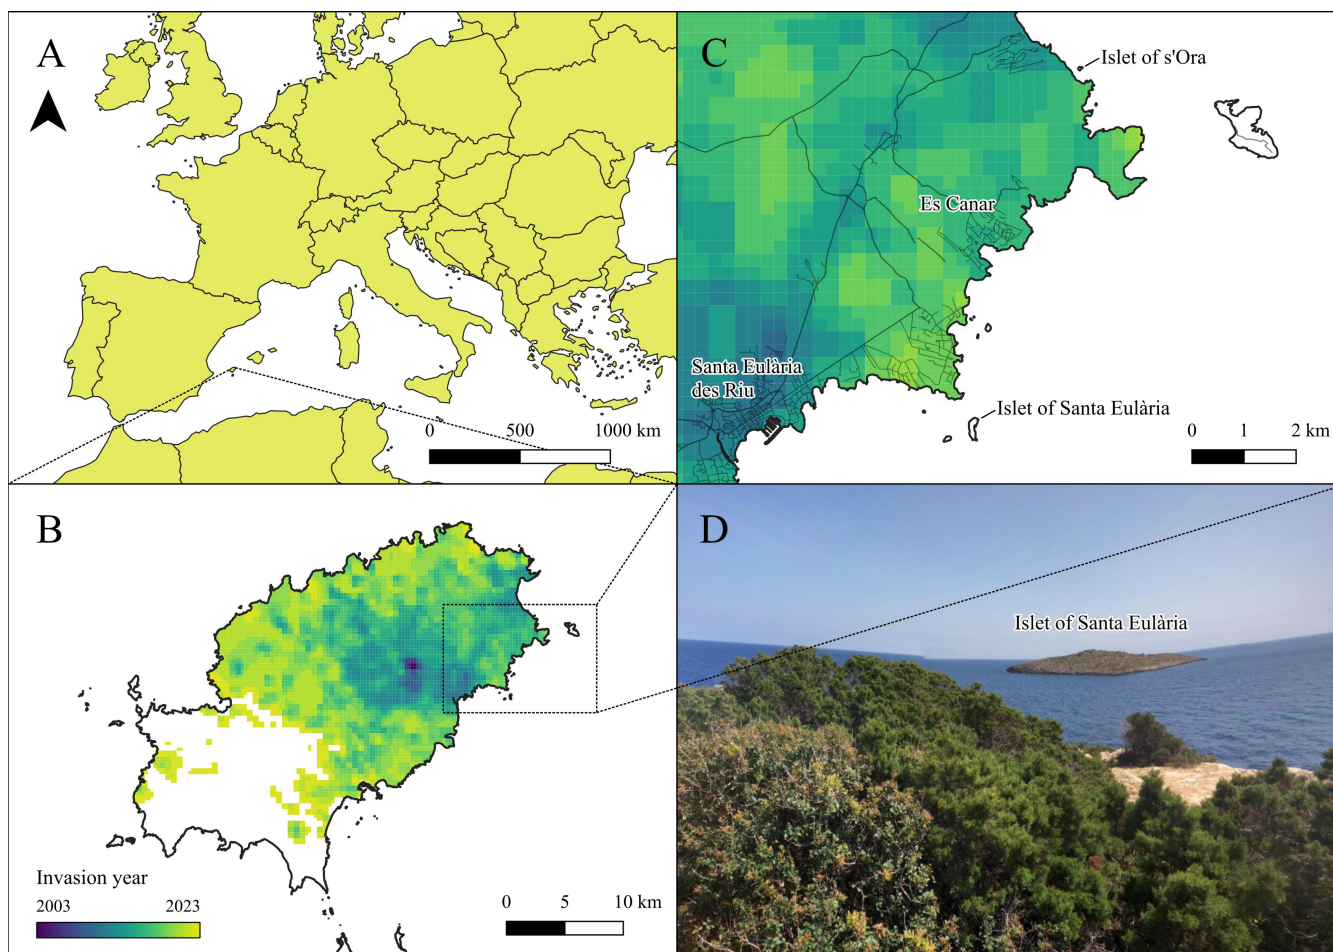 A
0 500 1000 km
B
Invasion year
2003 2023
0 5 10 km
C
Islet of s'Ora
Es Canar
Santa Eulària
des Riu
Islet of Santa Eulària
0 1 2 km
D
Islet of Santa Eulària